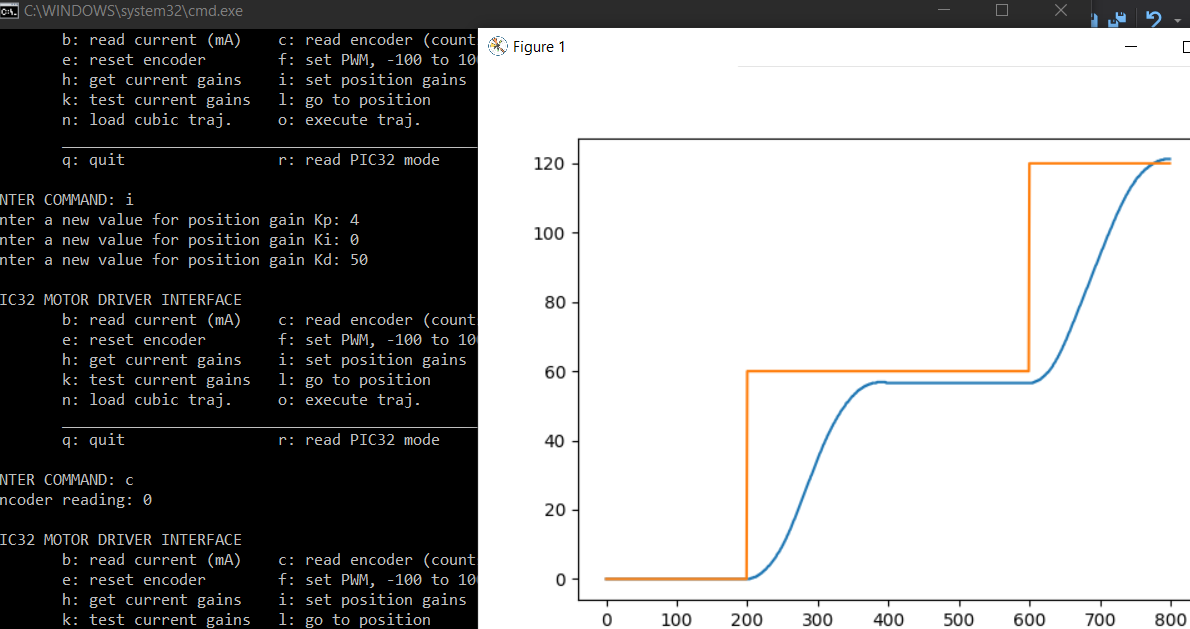 C:\WINDOWS\system32\cmd.exe
b: read current (mA) c: read encoder (count
e: reset encoder f: set PWM, -100 to 10
h: get current gains i: set position gains
k: test current gains l: go to position
n: load cubic traj. o: execute traj.
q: quit r: read PIC32 mode
NTER COMMAND: i
nter a new value for position gain Kp: 4
nter a new value for position gain Ki: 0
nter a new value for position gain Kd: 50
IC32 MOTOR DRIVER INTERFACE
b: read current (mA) c: read encoder (count
e: reset encoder f: set PWM, -100 to 10
h: get current gains i: set position gains
k: test current gains l: go to position
n: load cubic traj. o: execute traj.
q: quit r: read PIC32 mode
NTER COMMAND: c
ncoder reading: 0
IC32 MOTOR DRIVER INTERFACE
b: read current (mA) c: read encoder (count
e: reset encoder f: set PWM, -100 to 10
h: get current gains i: set position gains
k: test current gains l: go to position
Figure 1
120
100
80
60
40
20
0
0 100 200 300 400 500 600 700 800